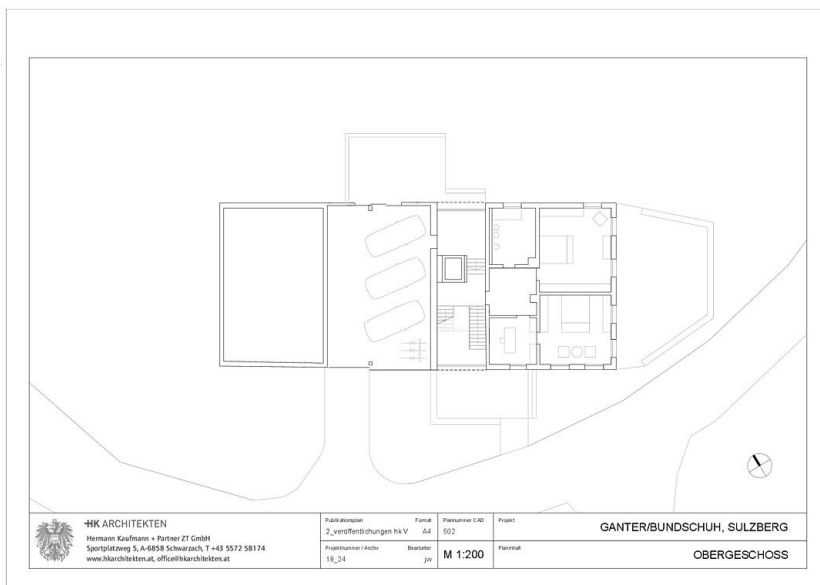 HK ARCHITEKTEN
Hermann Kaufmann + Partner ZT GmbH
Sportplatzweg 5, A-6858 Schwarzach, T +43 5572 58174
www.hkarchitekten.at, office@hkarchitekten.at
Publikationsplan Format
2_veröffentlichungen hk V A4
Projektnummer / Archiv Bearbeiter
18_24 jw
Plannummer CAD
502
M 1:200
Projekt
GANTER/BUNDSCHUH, SULZBERG
Planinhalt
OBERGESCHOSS